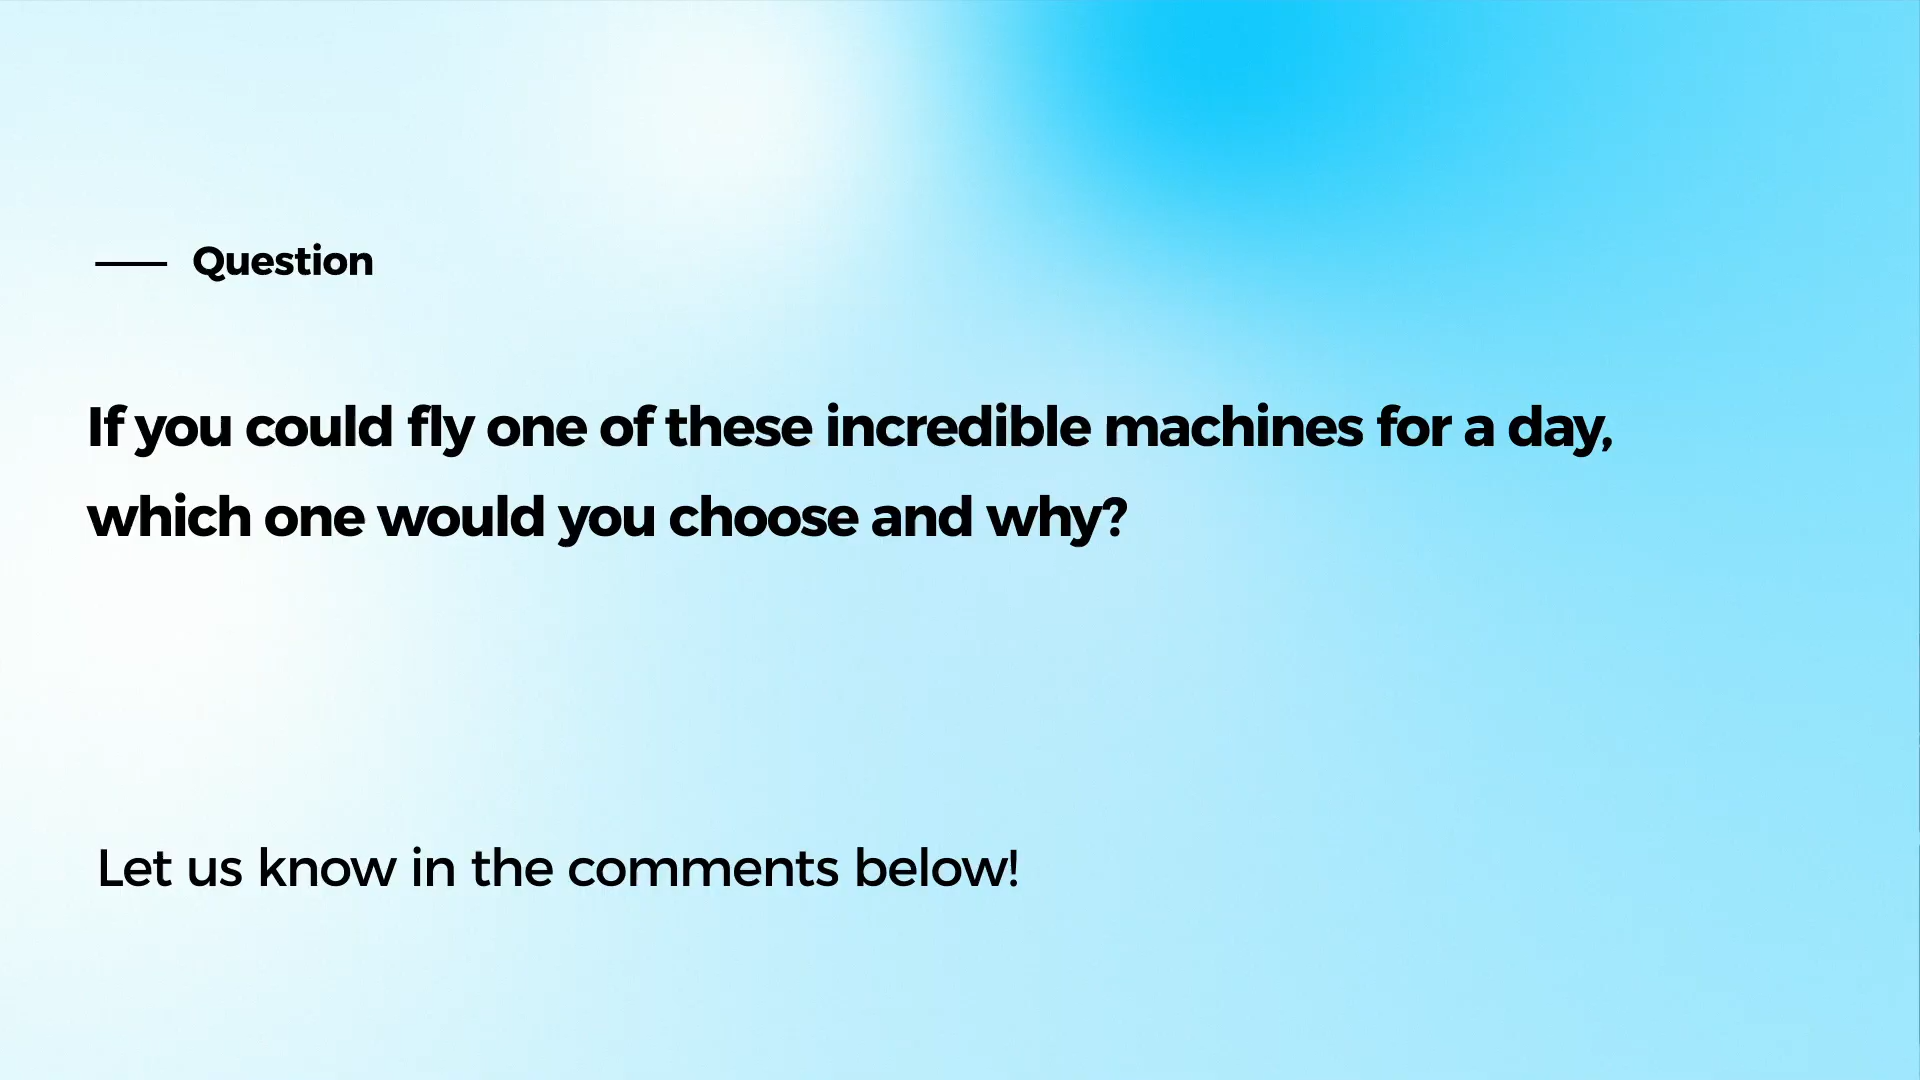 Question
If you could fly one of these incredible machines for a day,
which one would you choose and why?
Let us know in the comments below!